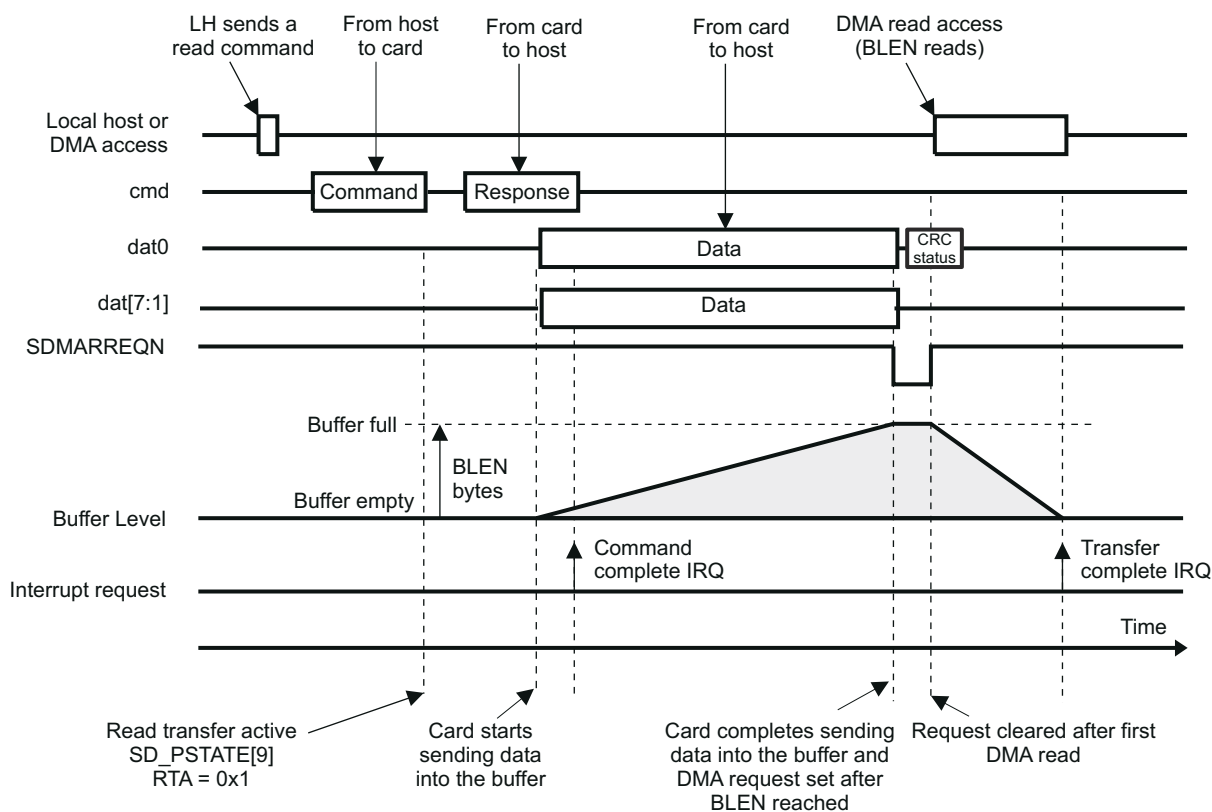 LH sends a
read command
From host
to card
From card
to host
From card
to host
DMA read access
(BLEN reads)
Local host or
DMA access
cmd
Command
Response
dat0
Data
CRC
status
dat[7:1]
Data
SDMARREQN
Buffer full
BLEN
bytes
Buffer empty
Buffer Level
Command
complete IRQ
Transfer
complete IRQ
Interrupt request
Time
Read transfer active
SD_PSTATE[9]
RTA = 0x1
Card starts
sending data
into the buffer
Card completes sending
data into the buffer and
DMA request set after
BLEN reached
Request cleared after first
DMA read